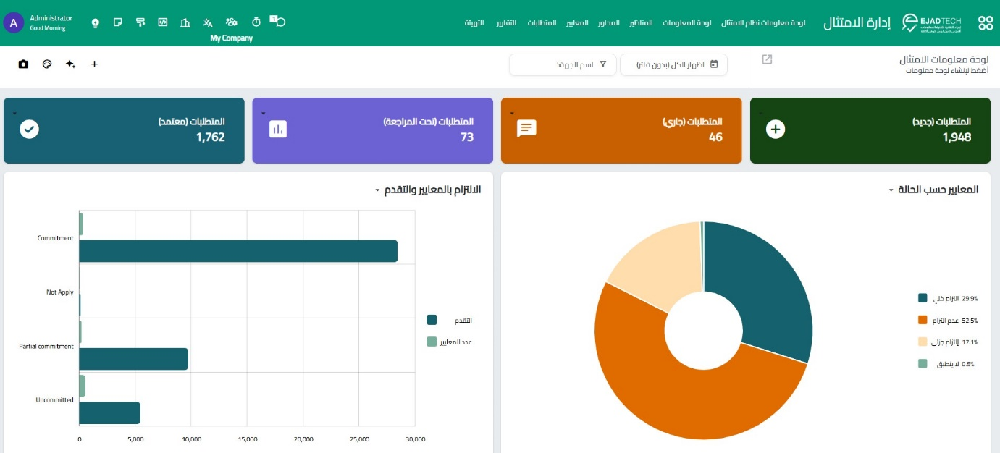 إدارة الامتثال
EJADTECH
لوحة معلومات نظام الامتثال
لوحة المعلومات
المناظير
المحاور
المعايير
المتطلبات
التقارير
التهيئة
1
My Company
Administrator
Good Morning
A
لوحة معلومات الامتثال
أضغط لإنشاء لوحة معلومات
اظهار الكل (بدون فلتر)
اسم الجهة:
المتطلبات (جديد)
1,948
المتطلبات (جاري)
46
المتطلبات (تحت المراجعة)
73
المتطلبات (معتمد)
1,762
المعايير حسب الحالة
29.9% التزام كلي
52.5% عدم التزام
17.1% إلتزام جزئي
0.5% لا ينطبق
الالتزام بالمعايير والتقدم
التقدم
عدد المعايير
Commitment
Not Apply
Partial commitment
Uncommitted
0
5,000
10,000
15,000
20,000
25,000
30,000